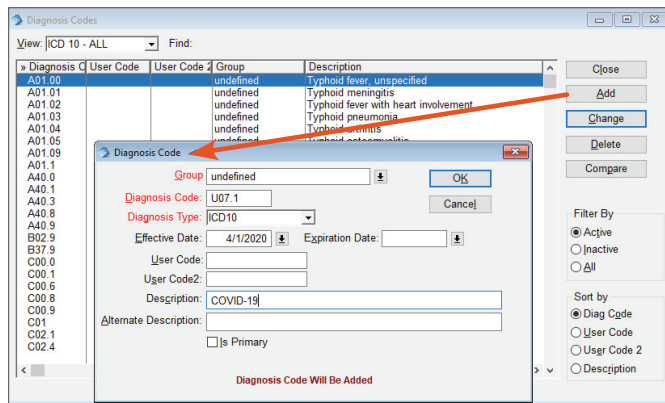 Diagnosis Codes
View: ICD 10 - ALL Find:
» Diagnosis C User Code User Code 2 Group Description
A01.00 undefined Typhoid fever, unspecified
A01.01 undefined Typhoid meningitis
A01.02 undefined Typhoid fever with heart involvement
A01.03 undefined Typhoid pneumonia
A01.04 undefined Typhoid arthritis
A01.05 undefined Typhoid osteomyelitis
A01.09
A01.1
A40.0
A40.1
A40.3
A40.8
A40.9
B02.9
B37.9
C00.0
C00.1
C00.6
C00.8
C00.9
C01
C02.1
C02.4
Close
Add
Change
Delete
Compare
Filter By
Active
Inactive
All
Sort by
Diag Code
User Code
User Code 2
Description
Diagnosis Code
Group undefined
OK
Diagnosis Code: U07.1
Cancel
Diagnosis Type: ICD10
Effective Date: 4/1/2020 Expiration Date:
User Code:
User Code2:
Description: COVID-19
Alternate Description:
Is Primary
Diagnosis Code Will Be Added